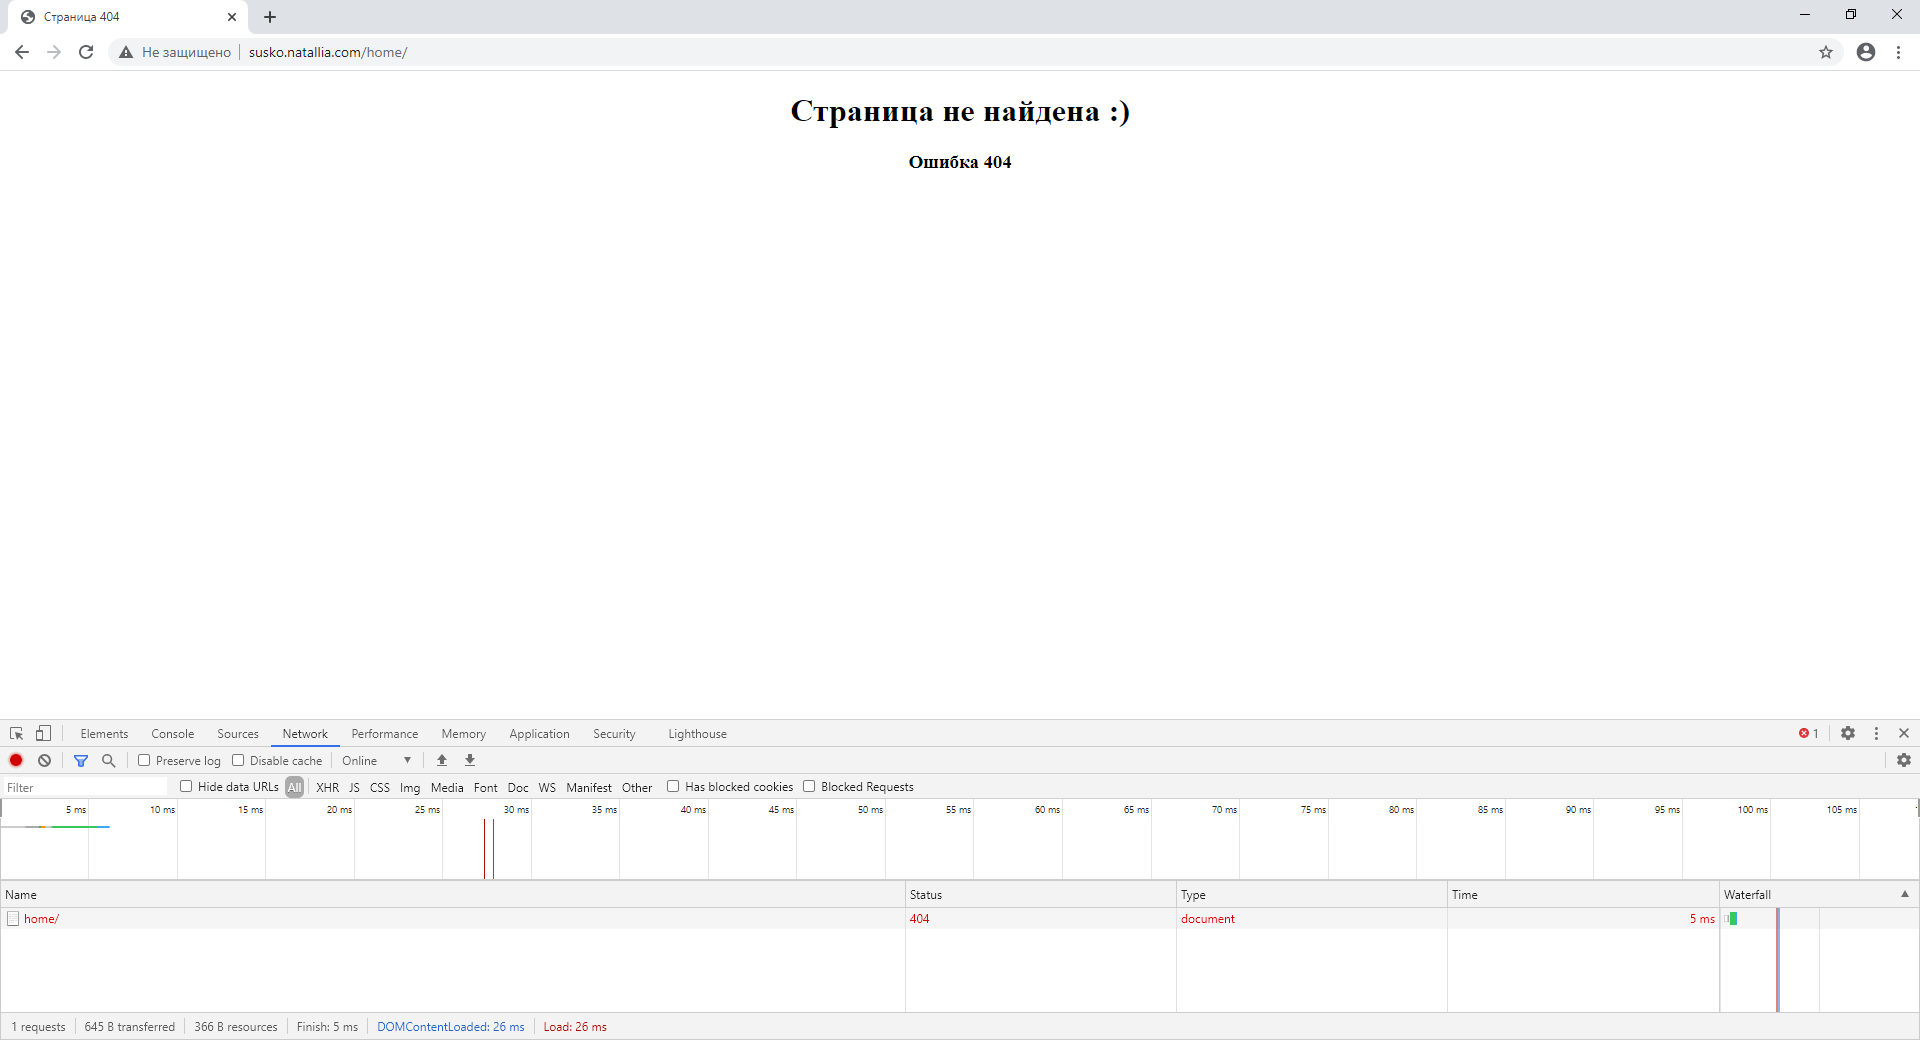 Страница 404
Не защищено susko.natallia.com/home/
Страница не найдена :)
Ошибка 404
Elements Console Sources Network Performance Memory Application Security Lighthouse 1
Preserve log Disable cache Online
Filter Hide data URLs All XHR JS CSS Img Media Font Doc WS Manifest Other Has blocked cookies Blocked Requests
5 ms 10 ms 15 ms 20 ms 25 ms 30 ms 35 ms 40 ms 45 ms 50 ms 55 ms 60 ms 65 ms 70 ms 75 ms 80 ms 85 ms 90 ms 95 ms 100 ms 105 ms
Name Status Type Time Waterfall
home/ 404 document 5 ms
1 requests 645 B transferred 366 B resources Finish: 5 ms DOMContentLoaded: 26 ms Load: 26 ms